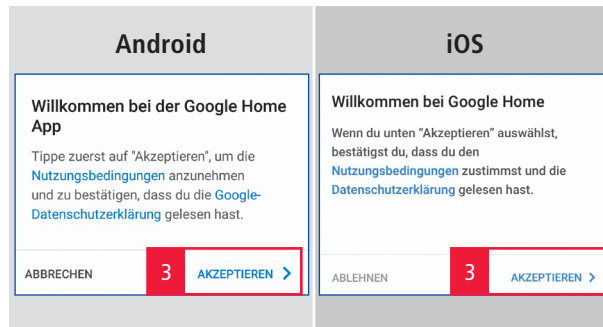 Android
Willkommen bei der Google Home
App
Tippe zuerst auf "Akzeptieren", um die
Nutzungsbedingungen anzunehmen
und zu bestätigen, dass du die Google-
Datenschutzerklärung gelesen hast.
ABBRECHEN
3
AKZEPTIEREN
iOS
Willkommen bei Google Home
Wenn du unten "Akzeptieren" auswählst,
bestätigst du, dass du den
Nutzungsbedingungen zustimmst und die
Datenschutzerklärung gelesen hast.
ABLEHNEN
3
AKZEPTIEREN